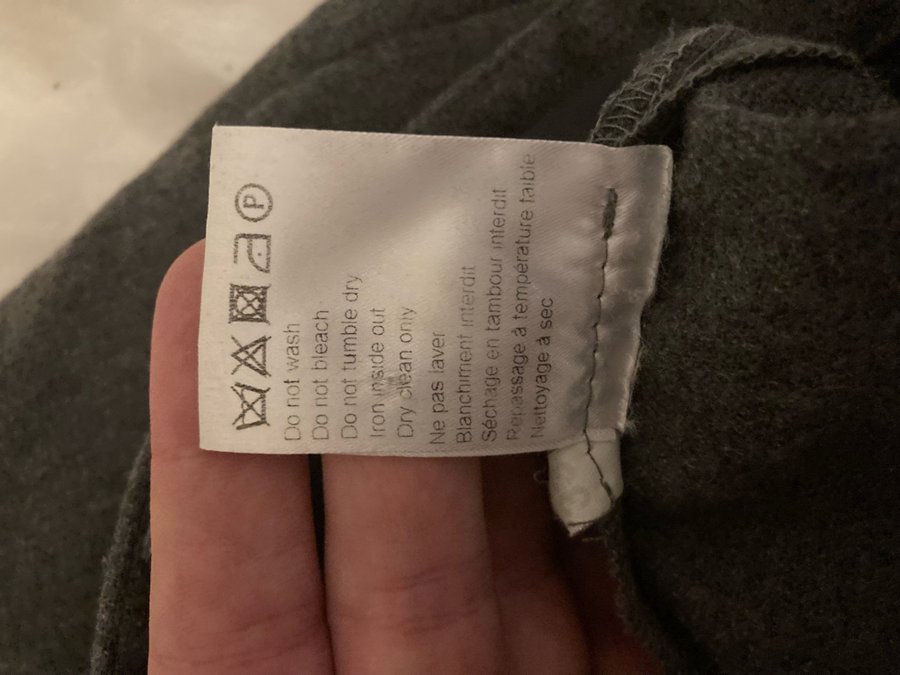 P
Do not wash
Do not bleach
Do not tumble dry
Iron inside out
Dry clean only
Ne pas laver
Blanchiment interdit
Séchage en tambour interdit
Repassage à température faible
Nettoyage à sec